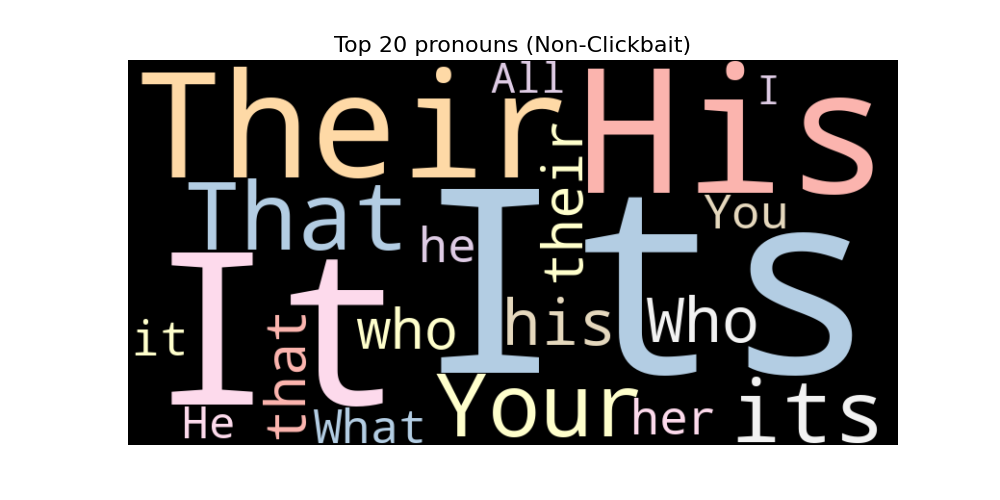 Top 20 pronouns (Non-Clickbait)
Their
All
His
I
their
That
he
Its
You
it
It
that
who
his
Who
He
What
Your
her
its